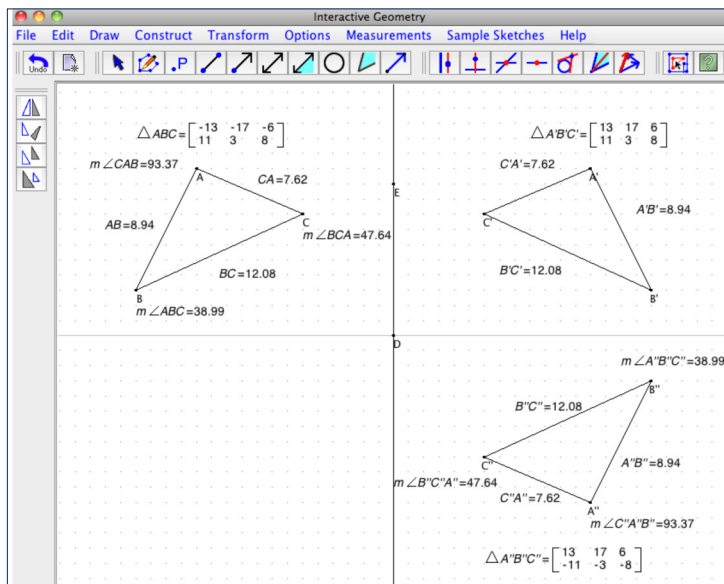 Interactive Geometry
File Edit Draw Construct Transform Options Measurements Sample Sketches Help
Undo .P ?
△ABC= [ -13 -17 -6
11 3 8 ]
△A'B'C'= [ 13 17 6
11 3 8 ]
m∠CAB=93.37
A
CA=7.62
C'A'=7.62
A'
E
AB=8.94
C
m∠BCA=47.64
C'
A'B'=8.94
BC=12.08
B'C'=12.08
B
m∠ABC=38.99
B'
D
m∠A"B"C"=38.99
B"
B"C"=12.08
C"
A"B"=8.94
m∠B"C"A"=47.64
C"A"=7.62
A"
m∠C"A"B"=93.37
△A"B"C"= [ 13 17 6
-11 -3 -8 ]